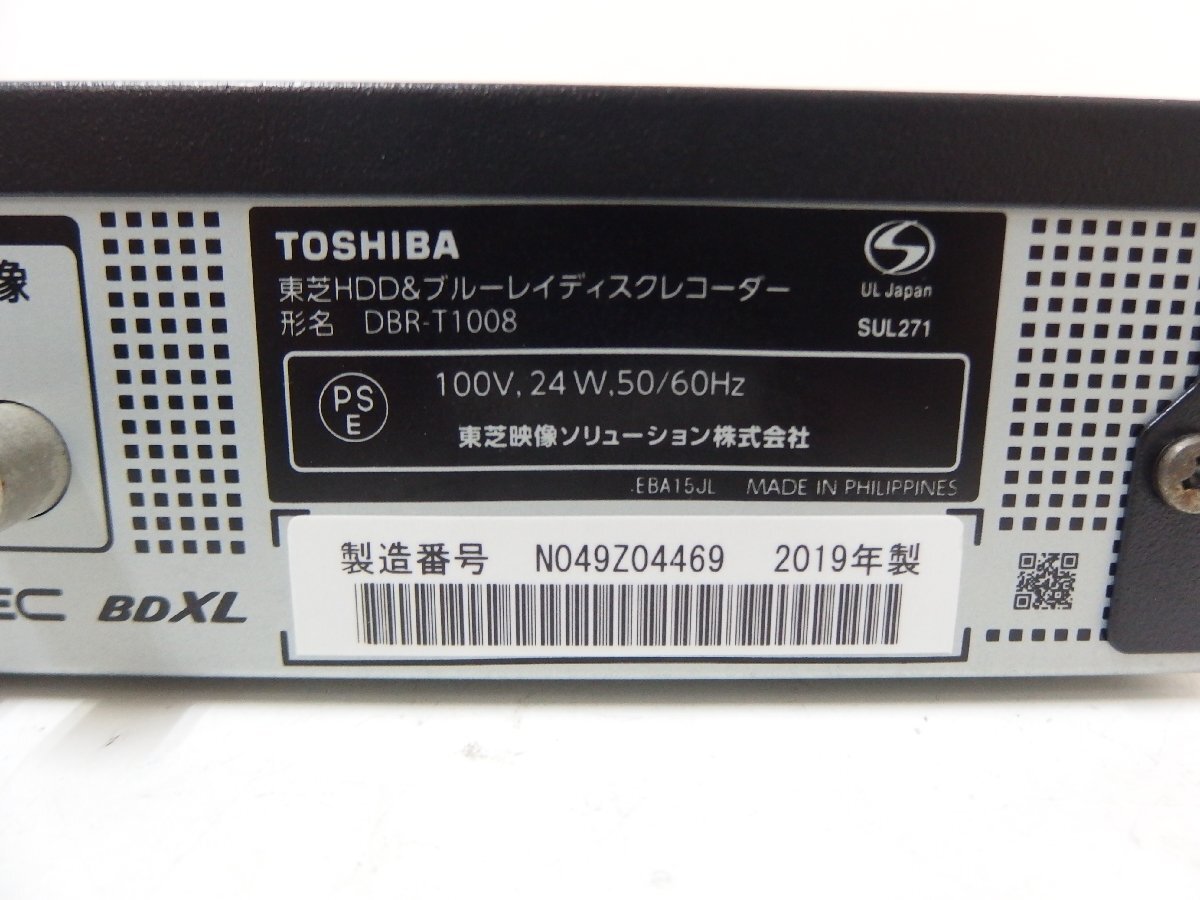 TOSHIBA
東芝HDD&ブルーレイディスクレコーダー
形名 DBR-T1008
UL Japan
SUL271
PS
E
100V, 24W, 50/60Hz
東芝映像ソリューション株式会社
EBA15JL MADE IN PHILIPPINES
製造番号 N049Z04469 2019年製
像
EC BDXL